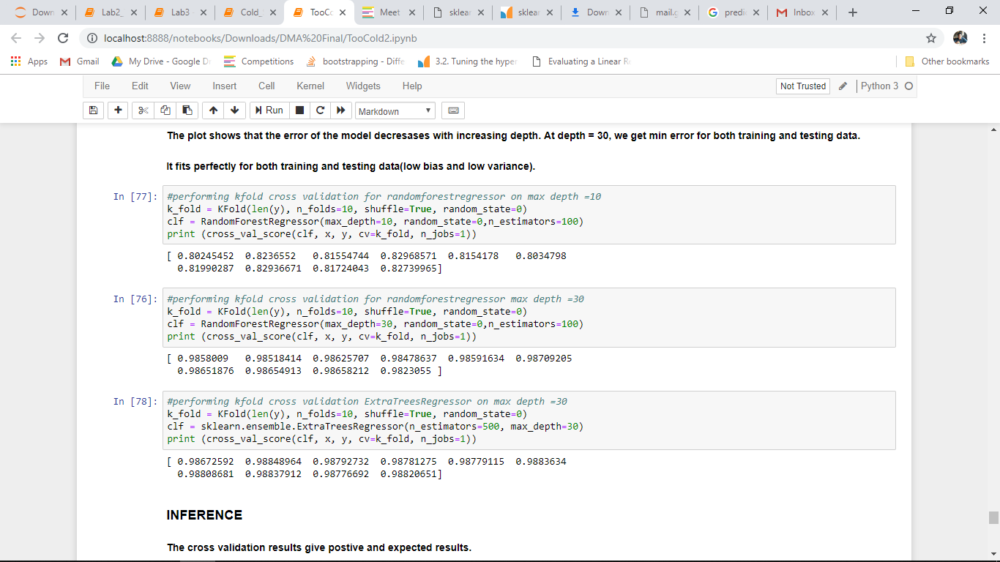 Down Lab2_ Lab3 Cold_ TooCo Meet sklear sklear Down mail.g predi Inbox
localhost:8888/notebooks/Downloads/DMA%20Final/TooCold2.ipynb
Apps Gmail My Drive - Google Dr Competitions bootstrapping - Diffe 3.2. Tuning the hyper Evaluating a Linear Re Other bookmarks
File Edit View Insert Cell Kernel Widgets Help Not Trusted Python 3
Run Markdown
The plot shows that the error of the model decresases with increasing depth. At depth = 30, we get min error for both training and testing data.
It fits perfectly for both training and testing data(low bias and low variance).
In [77]: #performing kfold cross validation for randomforestregressor on max depth =10
k_fold = KFold(len(y), n_folds=10, shuffle=True, random_state=0)
clf = RandomForestRegressor(max_depth=10, random_state=0,n_estimators=100)
print (cross_val_score(clf, x, y, cv=k_fold, n_jobs=1))
[ 0.80245452 0.8236552 0.81554744 0.82968571 0.8154178 0.8034798
0.81990287 0.82936671 0.81724043 0.82739965]
In [76]: #performing kfold cross validation for randomforestregressor max depth =30
k_fold = KFold(len(y), n_folds=10, shuffle=True, random_state=0)
clf = RandomForestRegressor(max_depth=30, random_state=0,n_estimators=100)
print (cross_val_score(clf, x, y, cv=k_fold, n_jobs=1))
[ 0.9858009 0.98518414 0.98625707 0.98478637 0.98591634 0.98709205
0.98651876 0.98654913 0.98658212 0.9823055 ]
In [78]: #performing kfold cross validation ExtraTreesRegressor on max depth =30
k_fold = KFold(len(y), n_folds=10, shuffle=True, random_state=0)
clf = sklearn.ensemble.ExtraTreesRegressor(n_estimators=500, max_depth=30)
print (cross_val_score(clf, x, y, cv=k_fold, n_jobs=1))
[ 0.98672592 0.98848964 0.98792732 0.98781275 0.98779115 0.9883634
0.98808681 0.98837912 0.98776692 0.98820651]
INFERENCE
The cross validation results give postive and expected results.